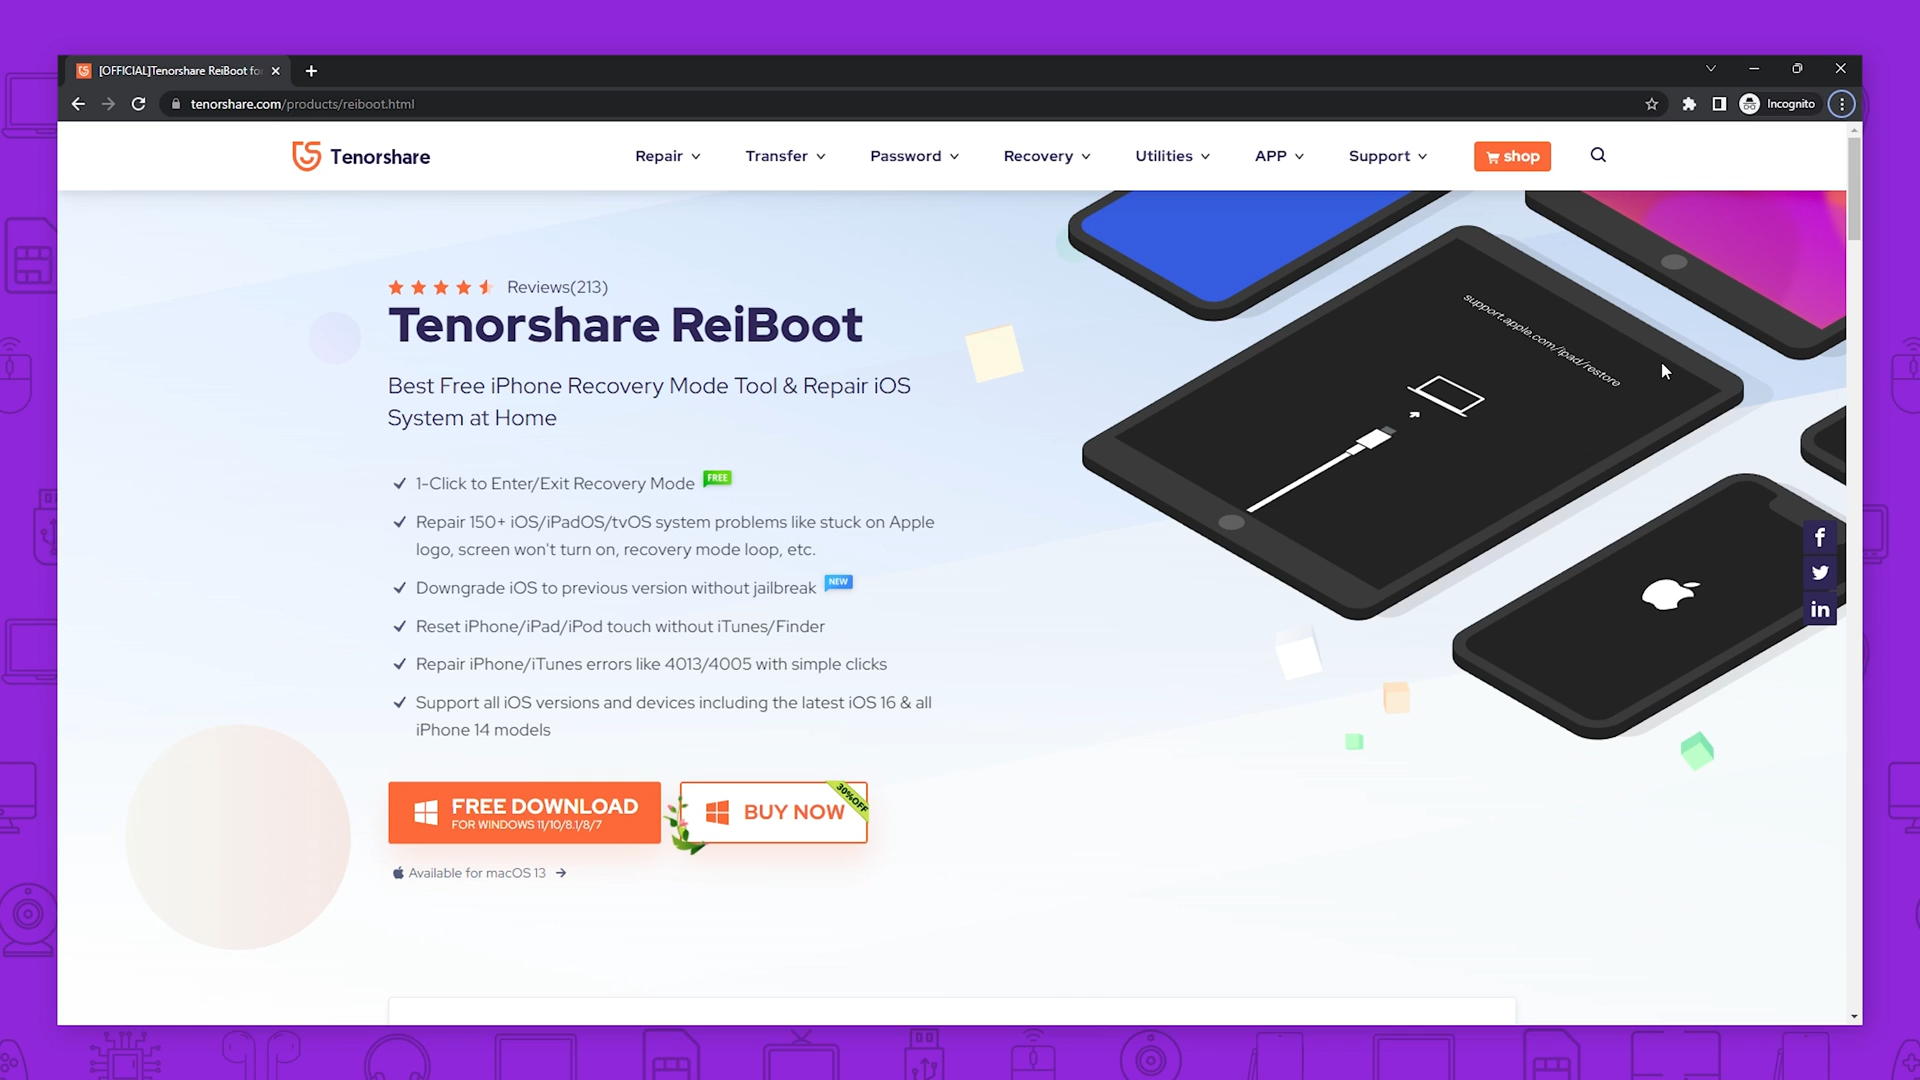 [OFFICIAL]Tenorshare ReiBoot fo
tenorshare.com/products/reiboot.html
Incognito
Tenorshare
Repair
Transfer
Password
Recovery
Utilities
APP
Support
shop
Reviews(213)
Tenorshare ReiBoot
Best Free iPhone Recovery Mode Tool & Repair iOS
System at Home
1-Click to Enter/Exit Recovery Mode FREE
Repair 150+ iOS/iPadOS/tvOS system problems like stuck on Apple
logo, screen won't turn on, recovery mode loop, etc.
Downgrade iOS to previous version without jailbreak NEW
Reset iPhone/iPad/iPod touch without iTunes/Finder
Repair iPhone/iTunes errors like 4013/4005 with simple clicks
Support all iOS versions and devices including the latest iOS 16 & all
iPhone 14 models
FREE DOWNLOAD
FOR WINDOWS 11/10/8.1/8/7
BUY NOW
30%OFF
Available for macOS 13
support.apple.com/ipad/restore
f
in